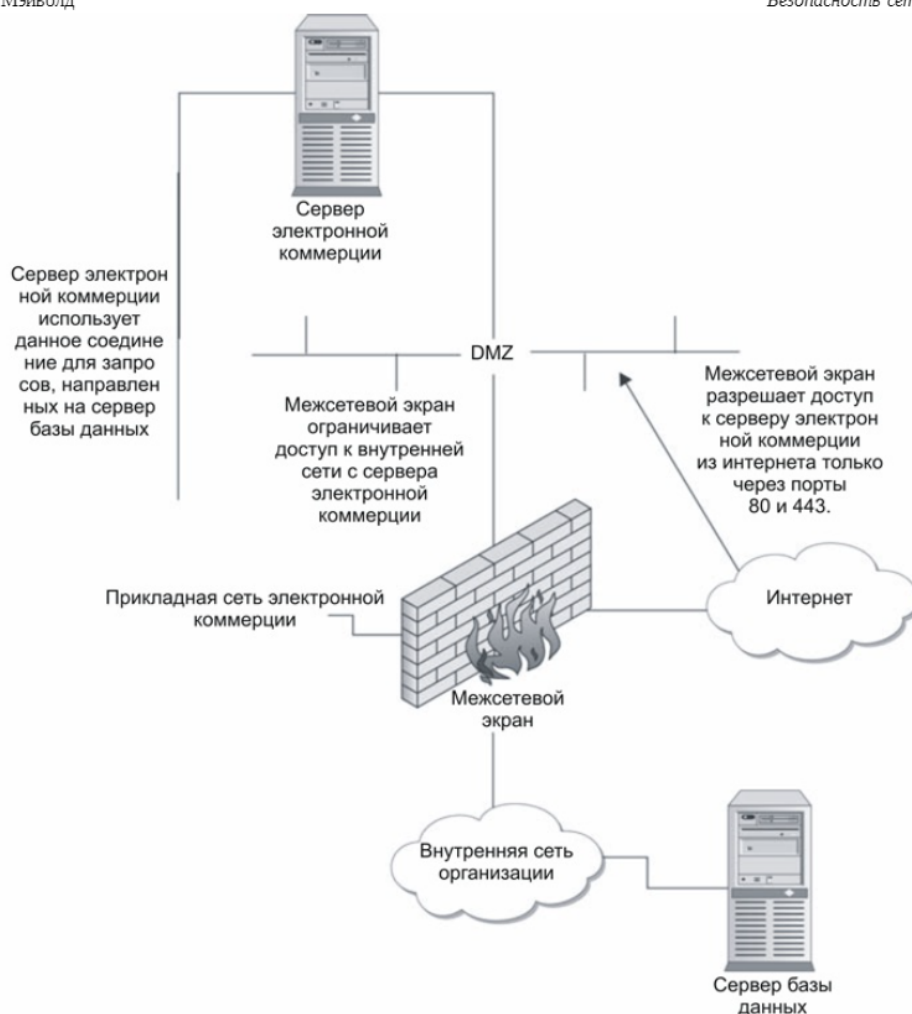 Мэйволд
Безопасность сет
Сервер
электронной
коммерции
Сервер электрон
ной коммерции
использует
данное соедине
ние для запро
сов, направлен
ных на сервер
базы данных
DMZ
Межсетевой экран
ограничивает
доступ к внутренней
сети с сервера
электронной
коммерции
Межсетевой экран
разрешает доступ
к серверу электрон
ной коммерции
из интернета только
через порты
80 и 443.
Прикладная сеть электронной
коммерции
Интернет
Межсетевой
экран
Внутренняя сеть
организации
Сервер базы
данных